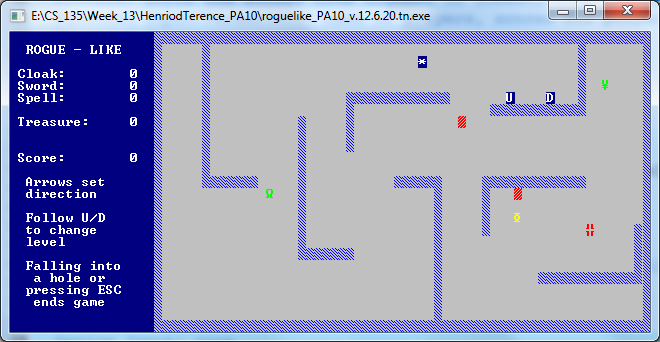 E:\CS_135\Week_13\HenriodTerence_PA10\roguelike_PA10_v.12.6.20.tn.exe
ROGUE - LIKE
Cloak: 0
Sword: 0
Spell: 0
Treasure: 0
Score: 0
Arrows set
direction
Follow U/D
to change
level
Falling into
a hole or
pressing ESC
ends game
*
U D
¥
Ω